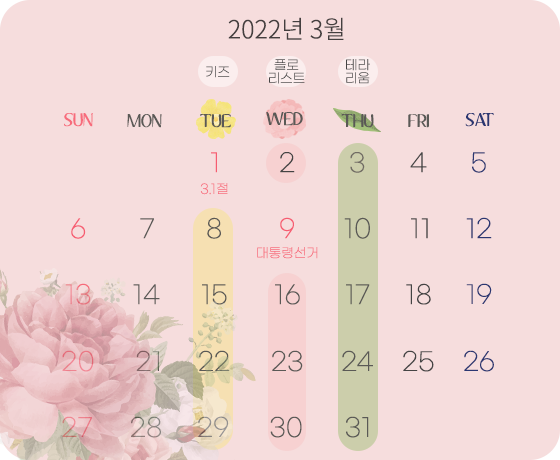 2022년 3월
키즈 플로 테라
리스트 리움
SUN MON TUE WED THU FRI SAT
1 2 3 4 5
3.1절
6 7 8 9 10 11 12
대통령선거
13 14 15 16 17 18 19
20 21 22 23 24 25 26
27 28 29 30 31